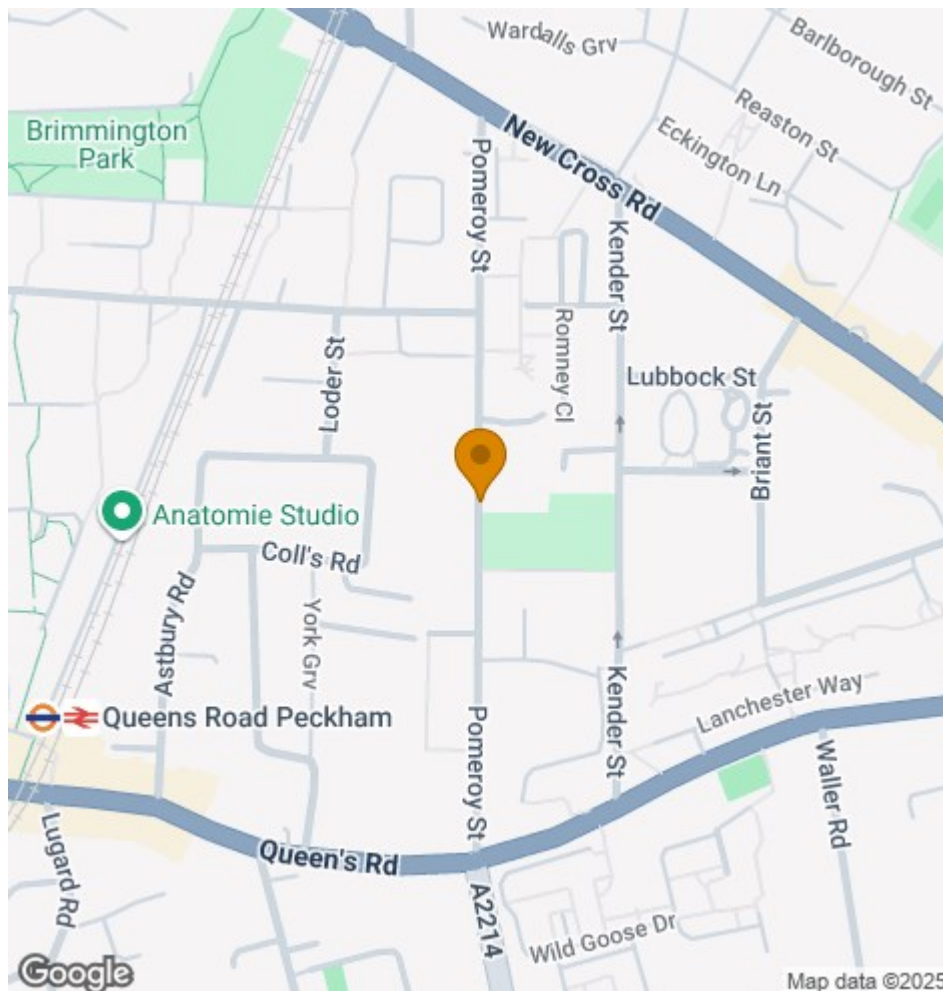 Wardalls Grv
Barlborough St
Reaston St
Eckington Ln
Brimmington
Park
New Cross Rd
Pomeroy St
Kender St
Romney Cl
Loder St
Lubbock St
Briant St
Anatomie Studio
Coll's Rd
Astbury Rd
York Grv
Queens Road Peckham
Kender St
Lanchester Way
Pomeroy St
Waller Rd
Lugard Rd
Queen's Rd
A2214
Wild Goose Dr
Google
Map data ©2025